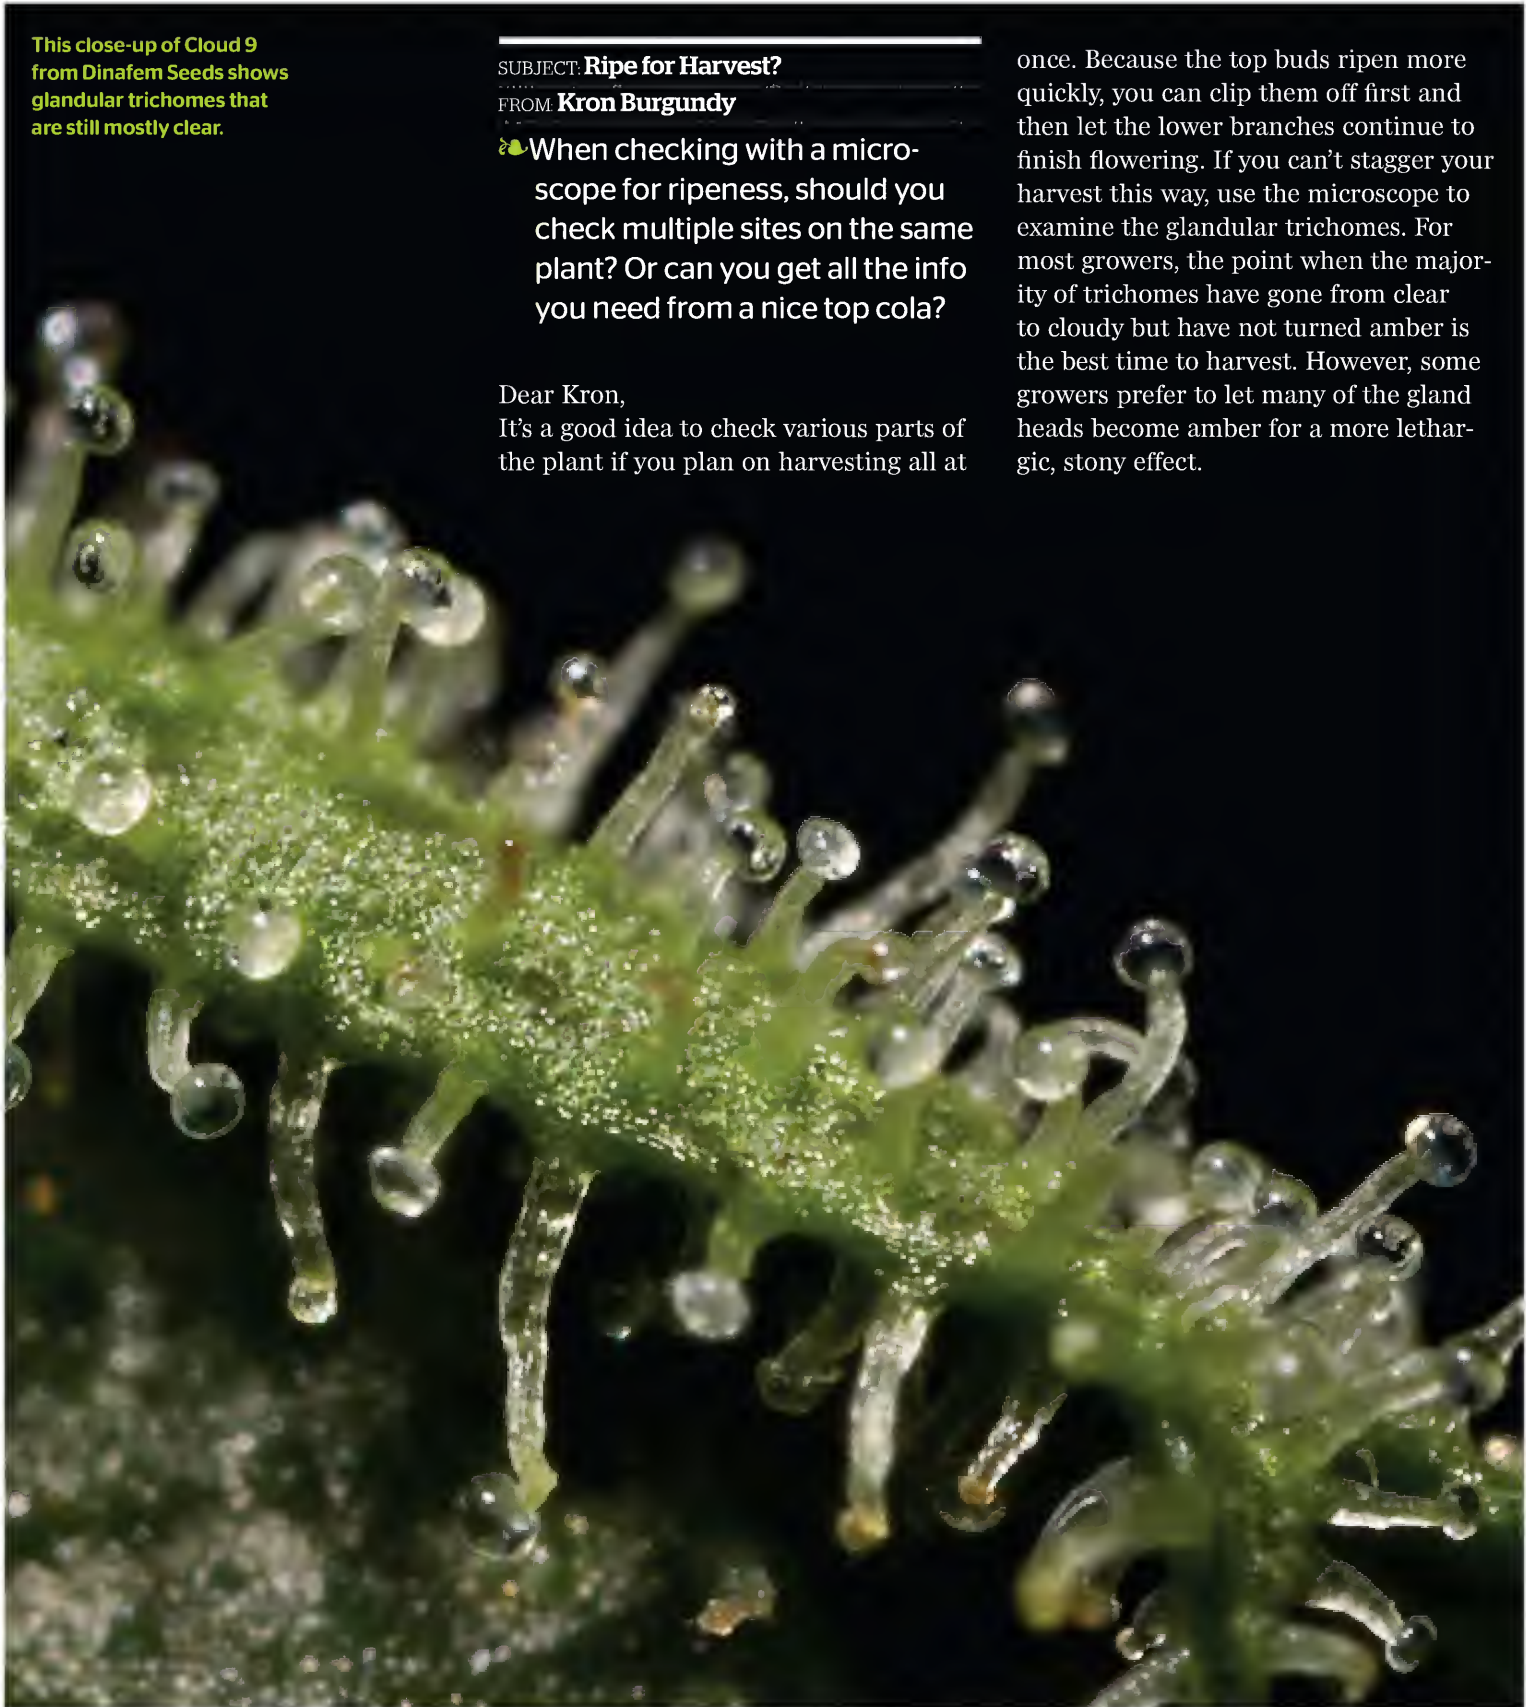 This close-up of Cloud 9
from Dinafem Seeds shows
glandular trichomes that
are still mostly clear.
SUBJECT: Ripe for Harvest?
FROM: Kron Burgundy
When checking with a micro-
scope for ripeness, should you
check multiple sites on the same
plant? Or can you get all the info
you need from a nice top cola?
Dear Kron,
It’s a good idea to check various parts of
the plant if you plan on harvesting all at
once. Because the top buds ripen more
quickly, you can clip them off first and
then let the lower branches continue to
finish flowering. If you can’t stagger your
harvest this way, use the microscope to
examine the glandular trichomes. For
most growers, the point when the major-
ity of trichomes have gone from clear
to cloudy but have not turned amber is
the best time to harvest. However, some
growers prefer to let many of the gland
heads become amber for a more lethar-
gic, stony effect.